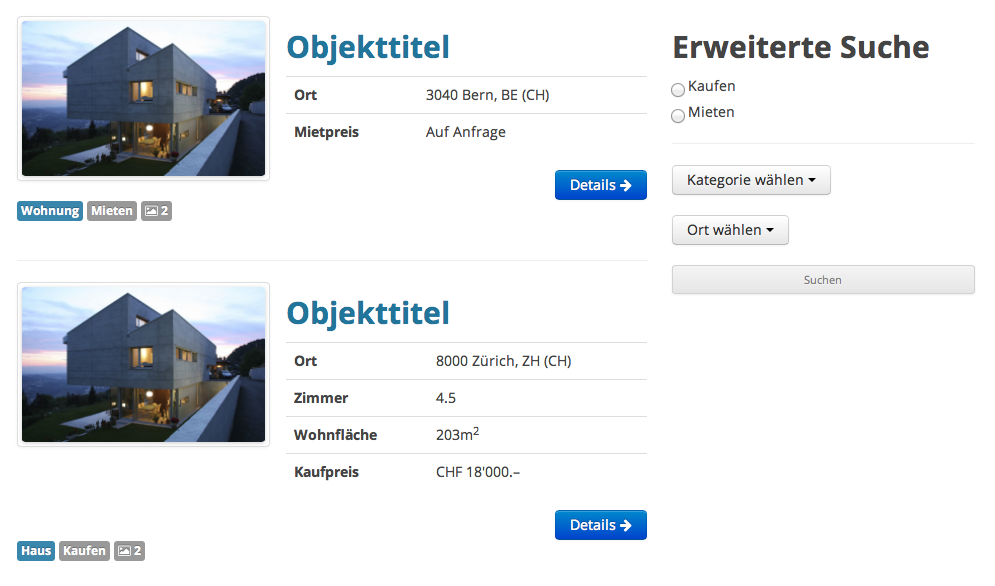 Objekttitel
Ort 3040 Bern, BE (CH)
Mietpreis Auf Anfrage
Details
Wohnung Mieten 2
Objekttitel
Ort 8000 Zürich, ZH (CH)
Zimmer 4.5
Wohnfläche 203m²
Kaufpreis CHF 18'000.–
Details
Haus Kaufen 2
Erweiterte Suche
Kaufen
Mieten
Kategorie wählen
Ort wählen
Suchen